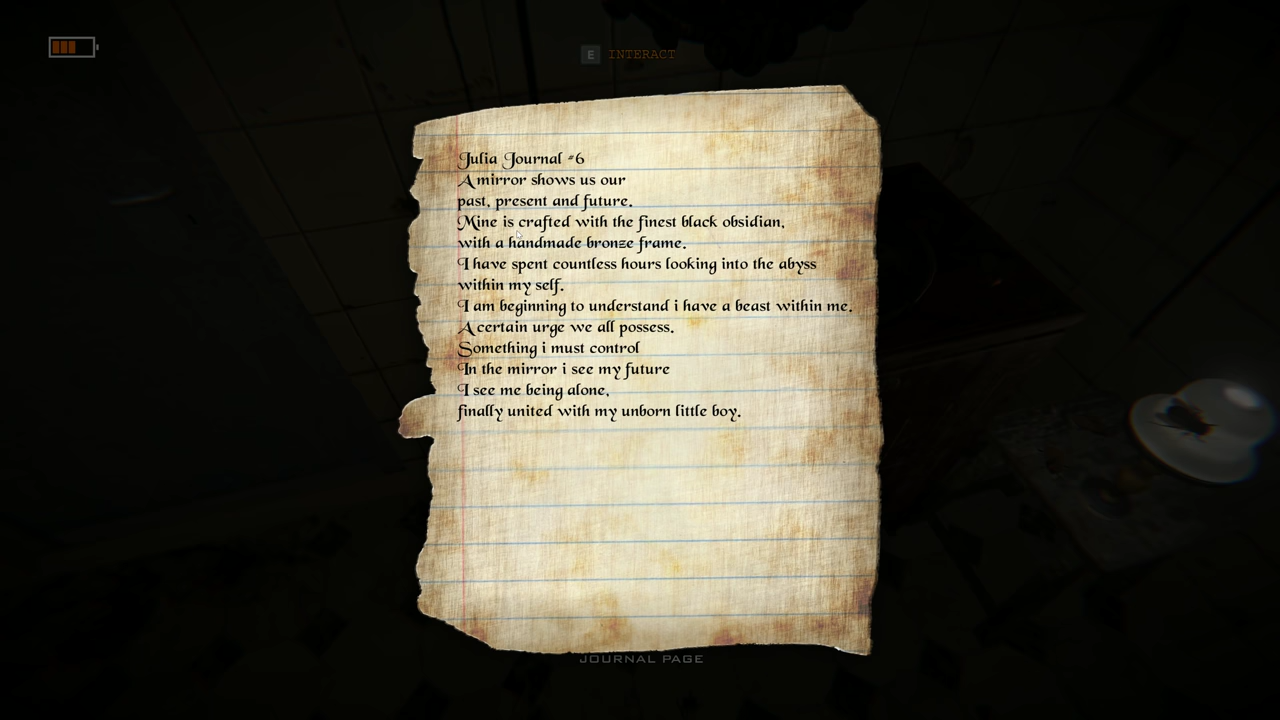 E INTERACT
Julia Journal #6
A mirror shows us our
past, present and future.
Mine is crafted with the finest black obsidian,
with a handmade bronze frame.
I have spent countless hours looking into the abyss
within my self.
I am beginning to understand i have a beast within me.
A certain urge we all possess.
Something i must control
In the mirror i see my future
I see me being alone,
finally united with my unborn little boy.
JOURNAL PAGE